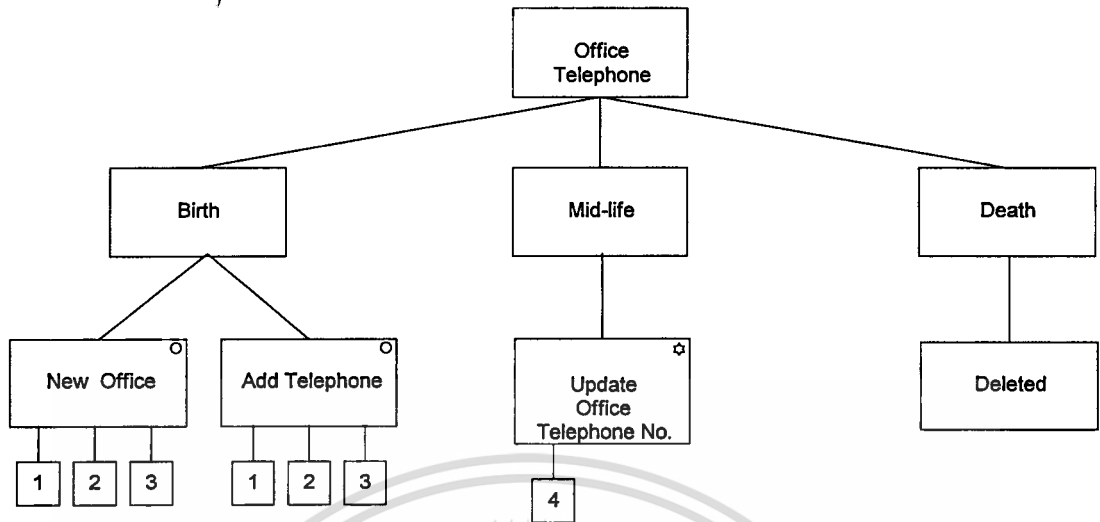 Office
Telephone
Birth
Mid-life
Death
New Office
Add Telephone
Update
Office
Telephone No.
Deleted
1 2 3
1 2 3
4